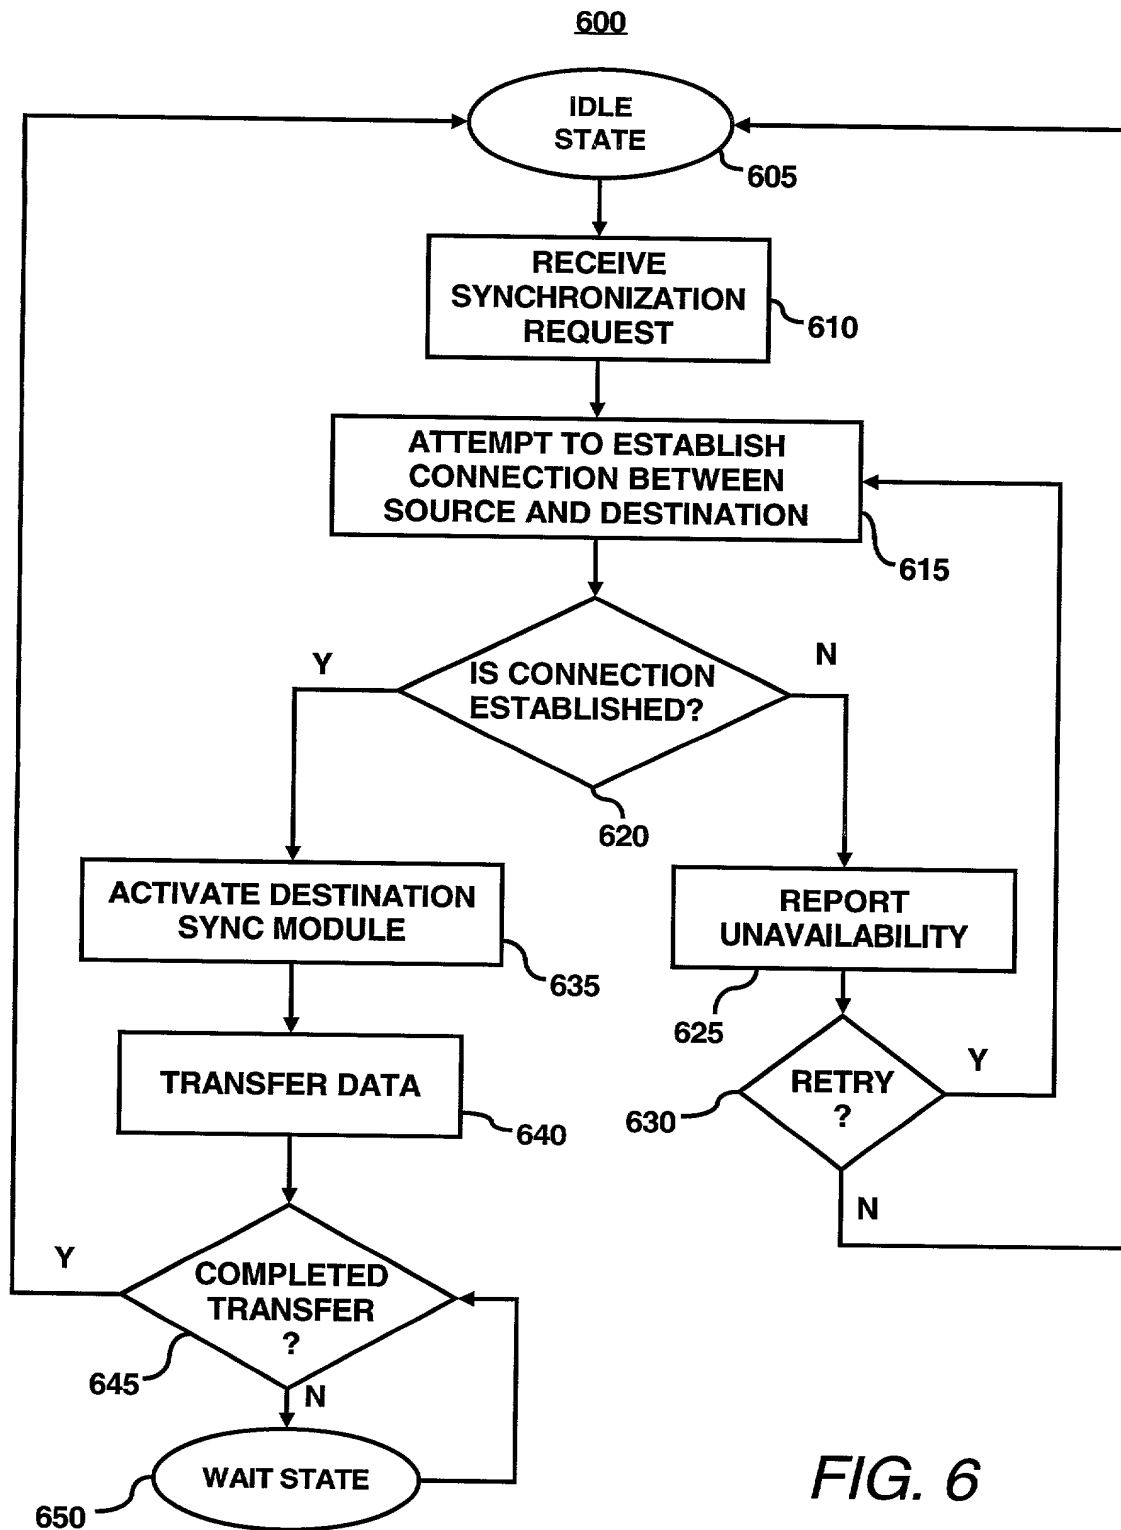 600
IDLE
STATE
605
RECEIVE
SYNCHRONIZATION
REQUEST
610
ATTEMPT TO ESTABLISH
CONNECTION BETWEEN
SOURCE AND DESTINATION
615
Y
N
IS CONNECTION
ESTABLISHED?
620
ACTIVATE DESTINATION
SYNC MODULE
635
REPORT
UNAVAILABILITY
625
TRANSFER DATA
640
RETRY
?
630
Y
N
Y
COMPLETED
TRANSFER
?
645
N
WAIT STATE
650
FIG. 6